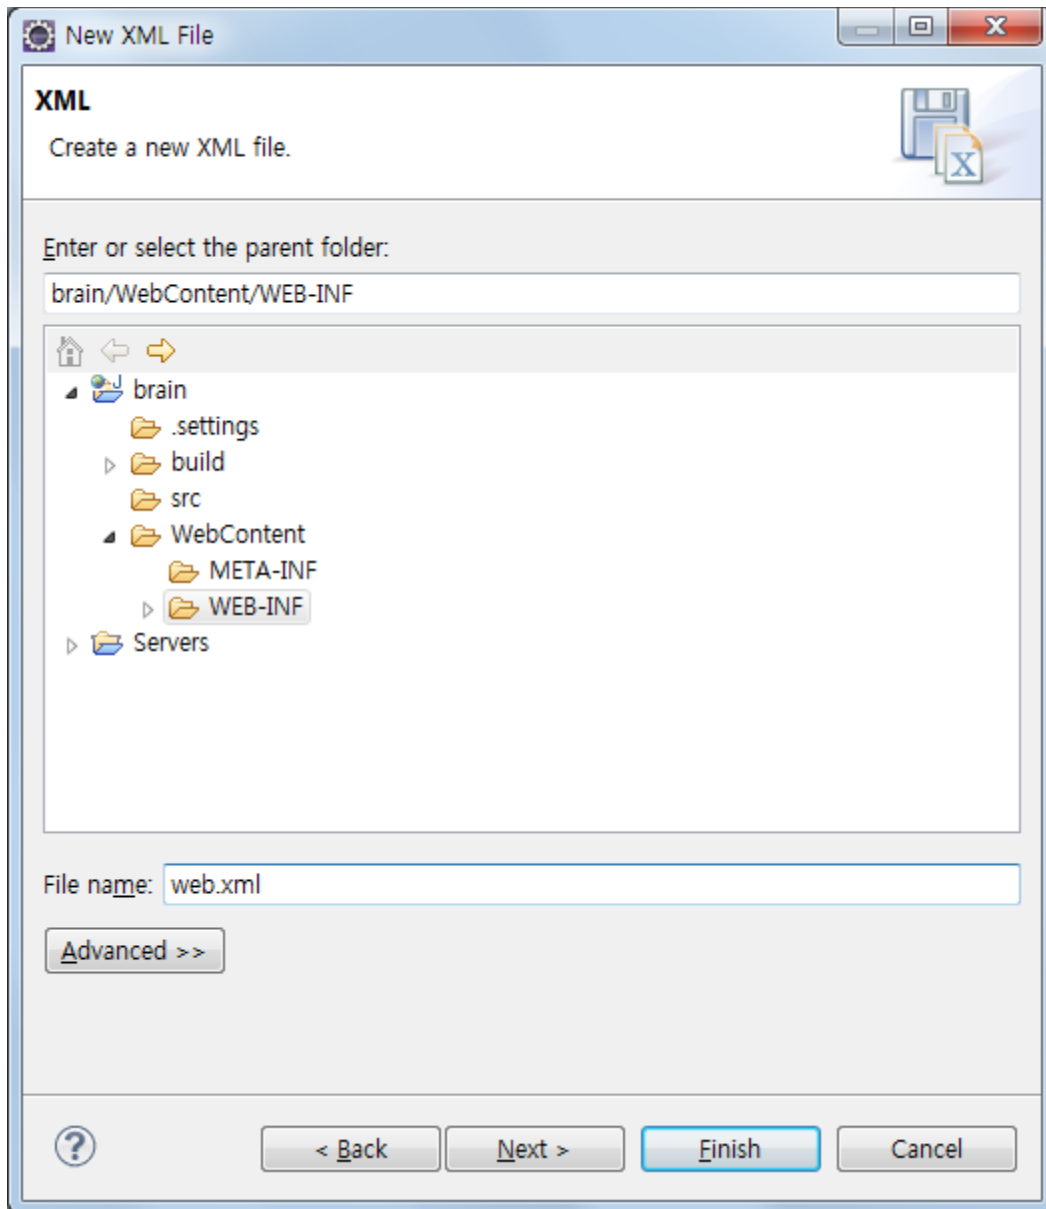 New XML File
XML
Create a new XML file.
Enter or select the parent folder:
brain/WebContent/WEB-INF
brain
.settings
build
src
WebContent
META-INF
WEB-INF
Servers
File name: web.xml
Advanced >>
? < Back Next > Finish Cancel